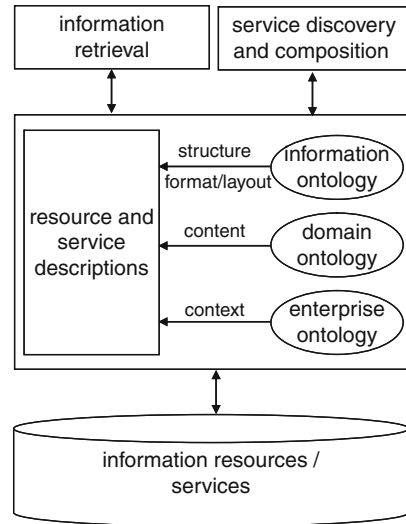 information
retrieval
service discovery
and composition
resource and
service
descriptions
structure
format/layout
information
ontology
content
domain
ontology
context
enterprise
ontology
information resources /
services